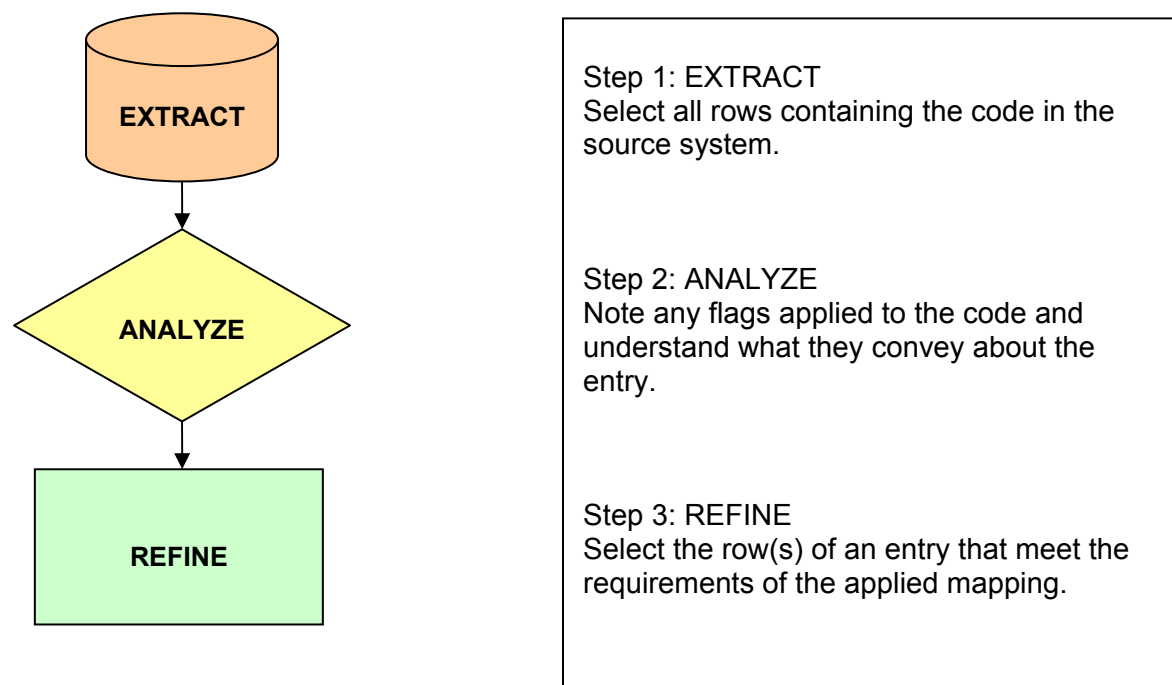 EXTRACT
ANALYZE
REFINE
Step 1: EXTRACT
Select all rows containing the code in the
source system.
Step 2: ANALYZE
Note any flags applied to the code and
understand what they convey about the
entry.
Step 3: REFINE
Select the row(s) of an entry that meet the
requirements of the applied mapping.